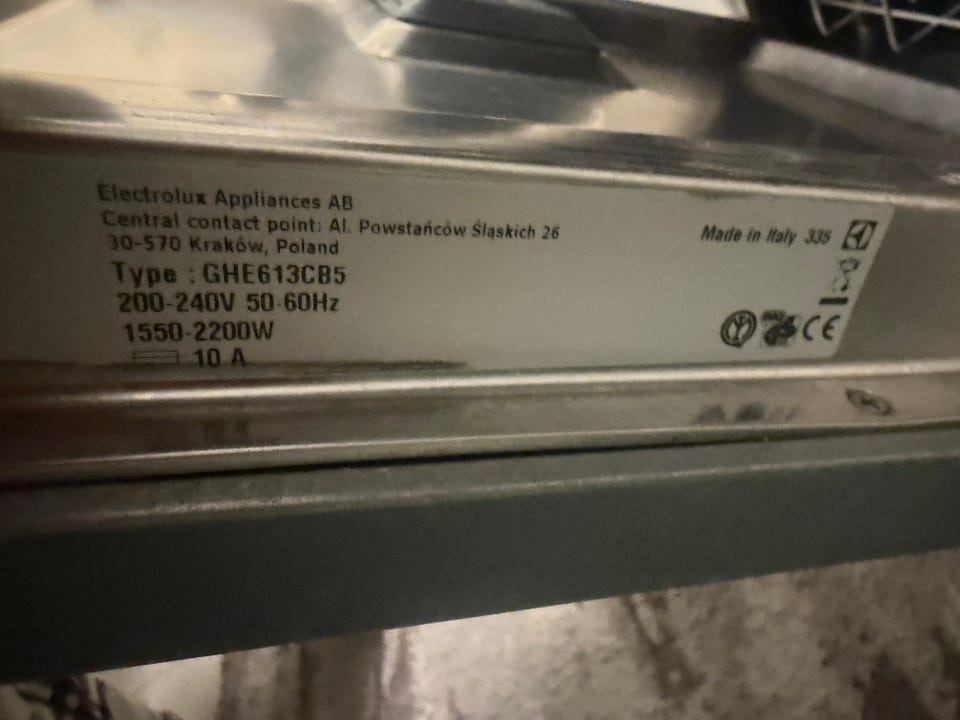 Electrolux Appliances AB
Central contact point: Al. Powstańców Śląskich 26
30-570 Kraków, Poland
Type : GHE613CB5
200-240V 50-60Hz
1550-2200W
10 A
Made in Italy 335
CE